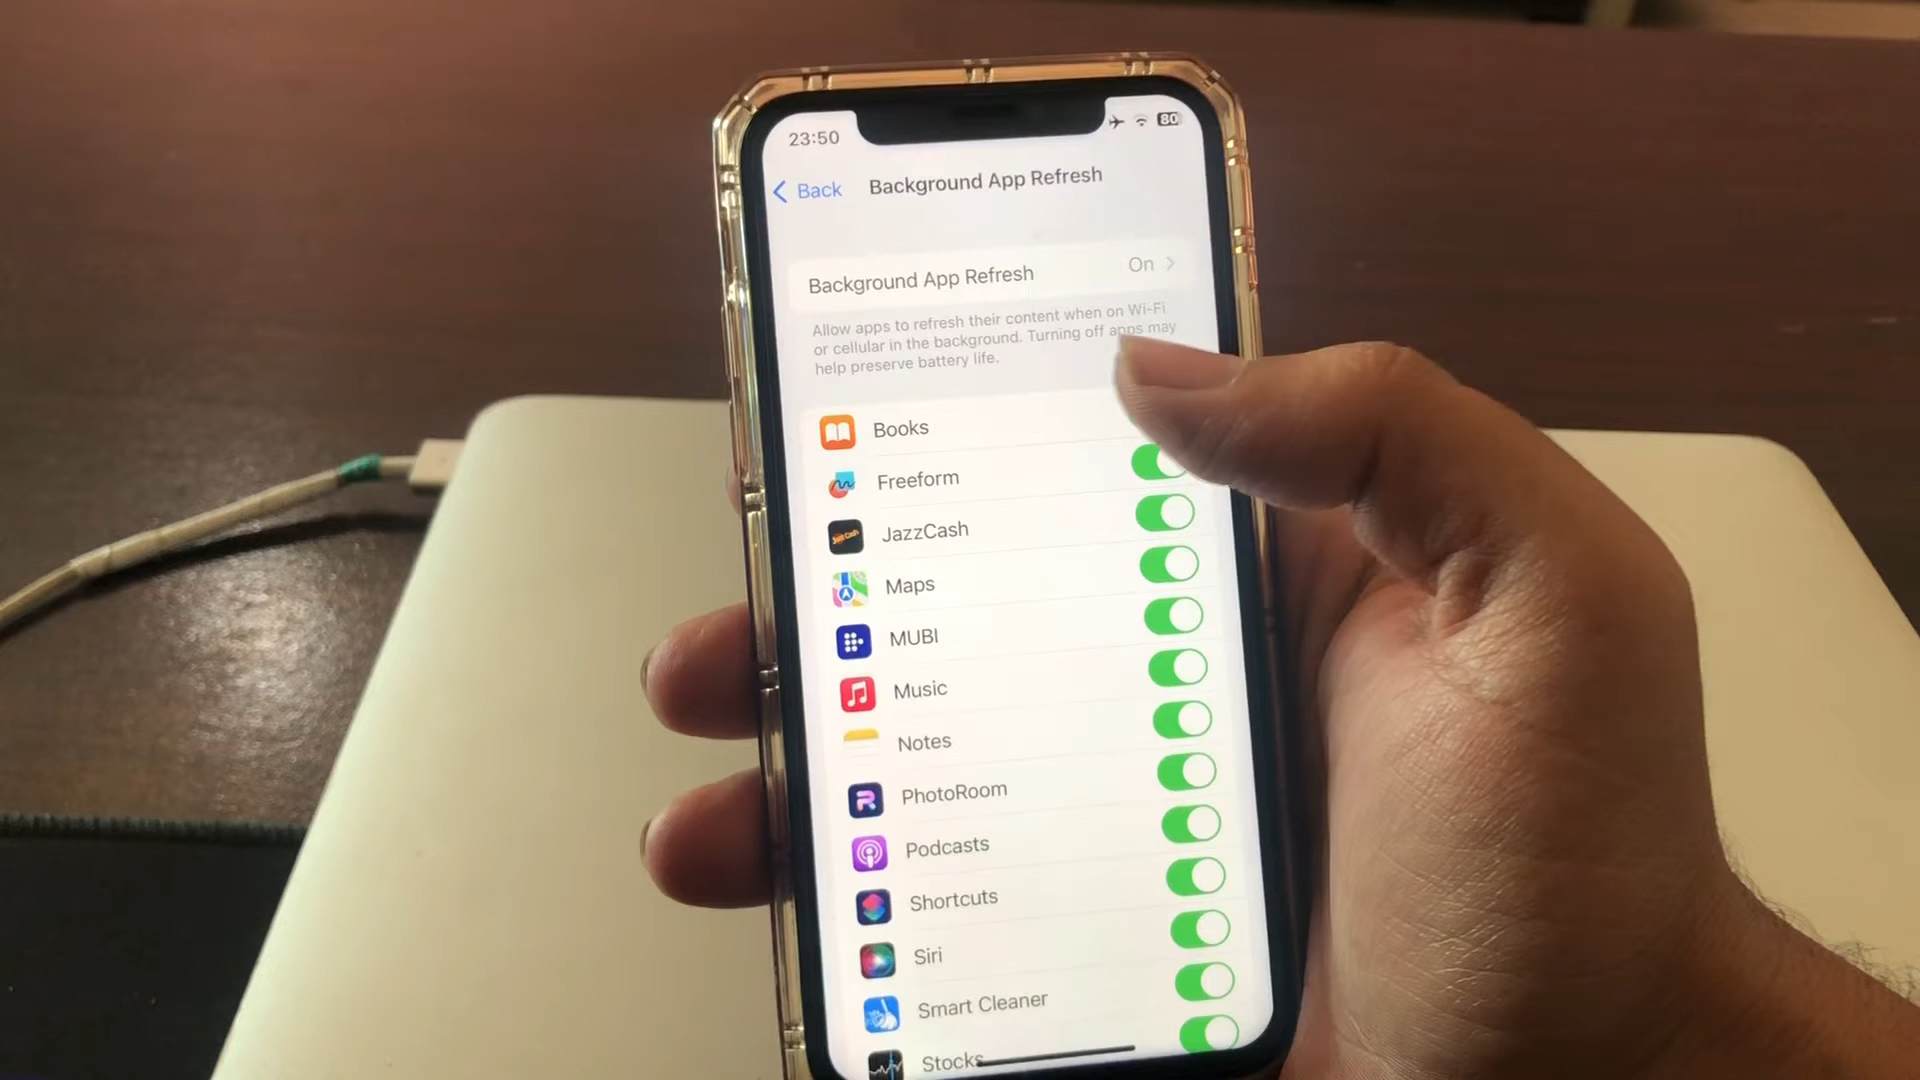 23:50
80
Back
Background App Refresh
Background App Refresh On
Allow apps to refresh their content when on Wi-Fi
or cellular in the background. Turning off apps may
help preserve battery life.
Books
Freeform
JazzCash
Maps
MUBI
Music
Notes
PhotoRoom
Podcasts
Shortcuts
Siri
Smart Cleaner
Stocks